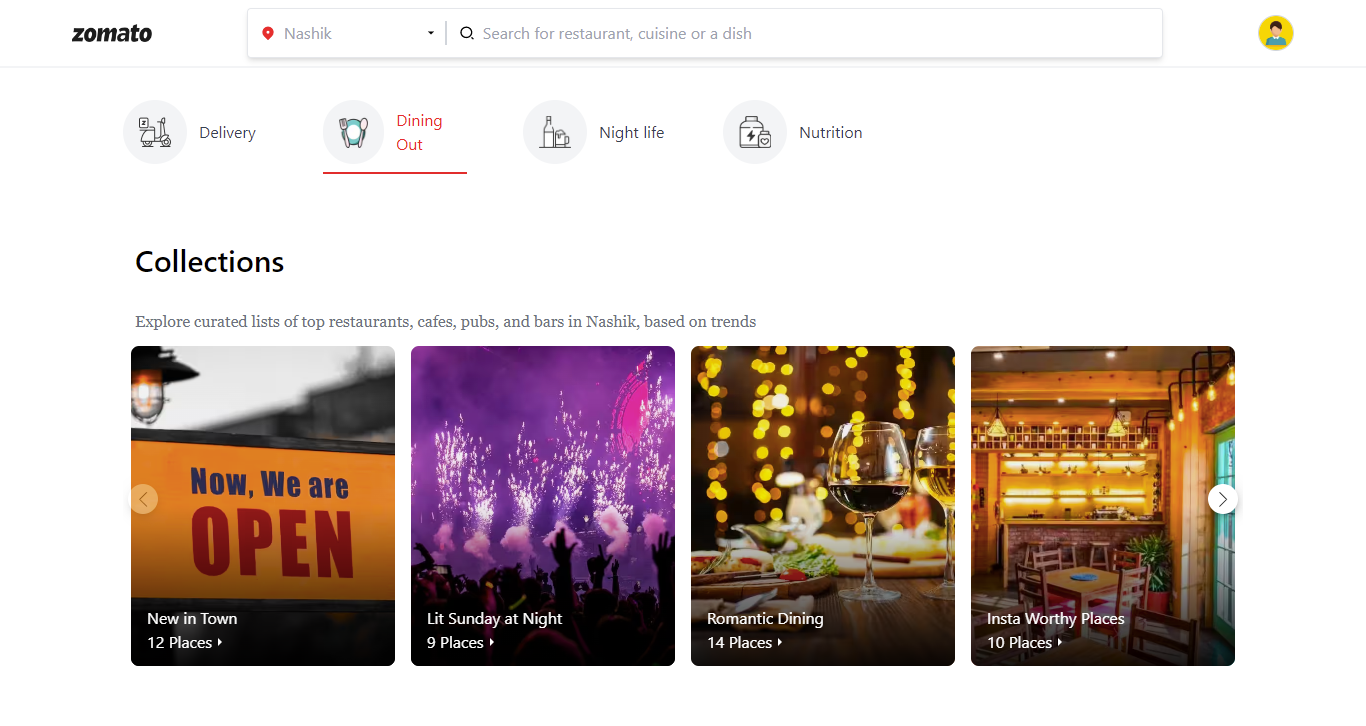 zomato
Nashik
Search for restaurant, cuisine or a dish
Delivery
Dining
Out
Night life
Nutrition
Collections
Explore curated lists of top restaurants, cafes, pubs, and bars in Nashik, based on trends
Now, We are
OPEN
New in Town
12 Places
Lit Sunday at Night
9 Places
Romantic Dining
14 Places
Insta Worthy Places
10 Places